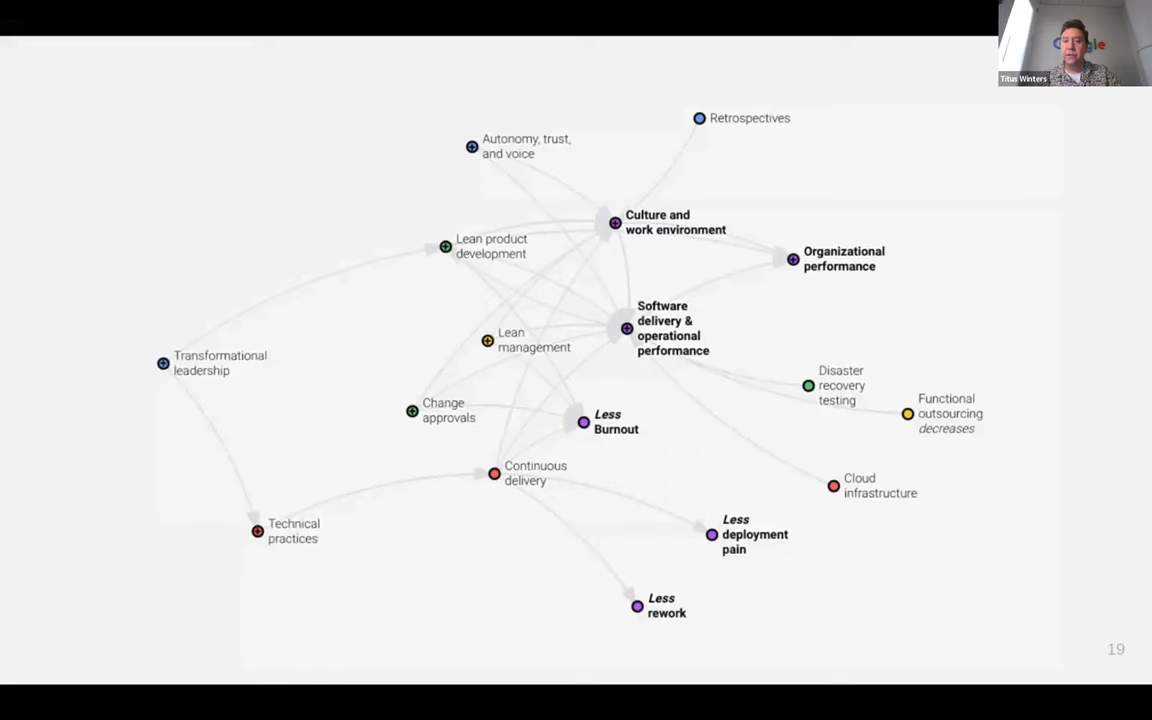 Google
Titus Winters
Retrospectives
Autonomy, trust,
and voice
Culture and
work environment
Lean product
development
Organizational
performance
Software
delivery &
operational
performance
Lean
management
Transformational
leadership
Disaster
recovery
testing
Functional
outsourcing
decreases
Change
approvals
Less
Burnout
Continuous
delivery
Cloud
infrastructure
Technical
practices
Less
deployment
pain
Less
rework
19